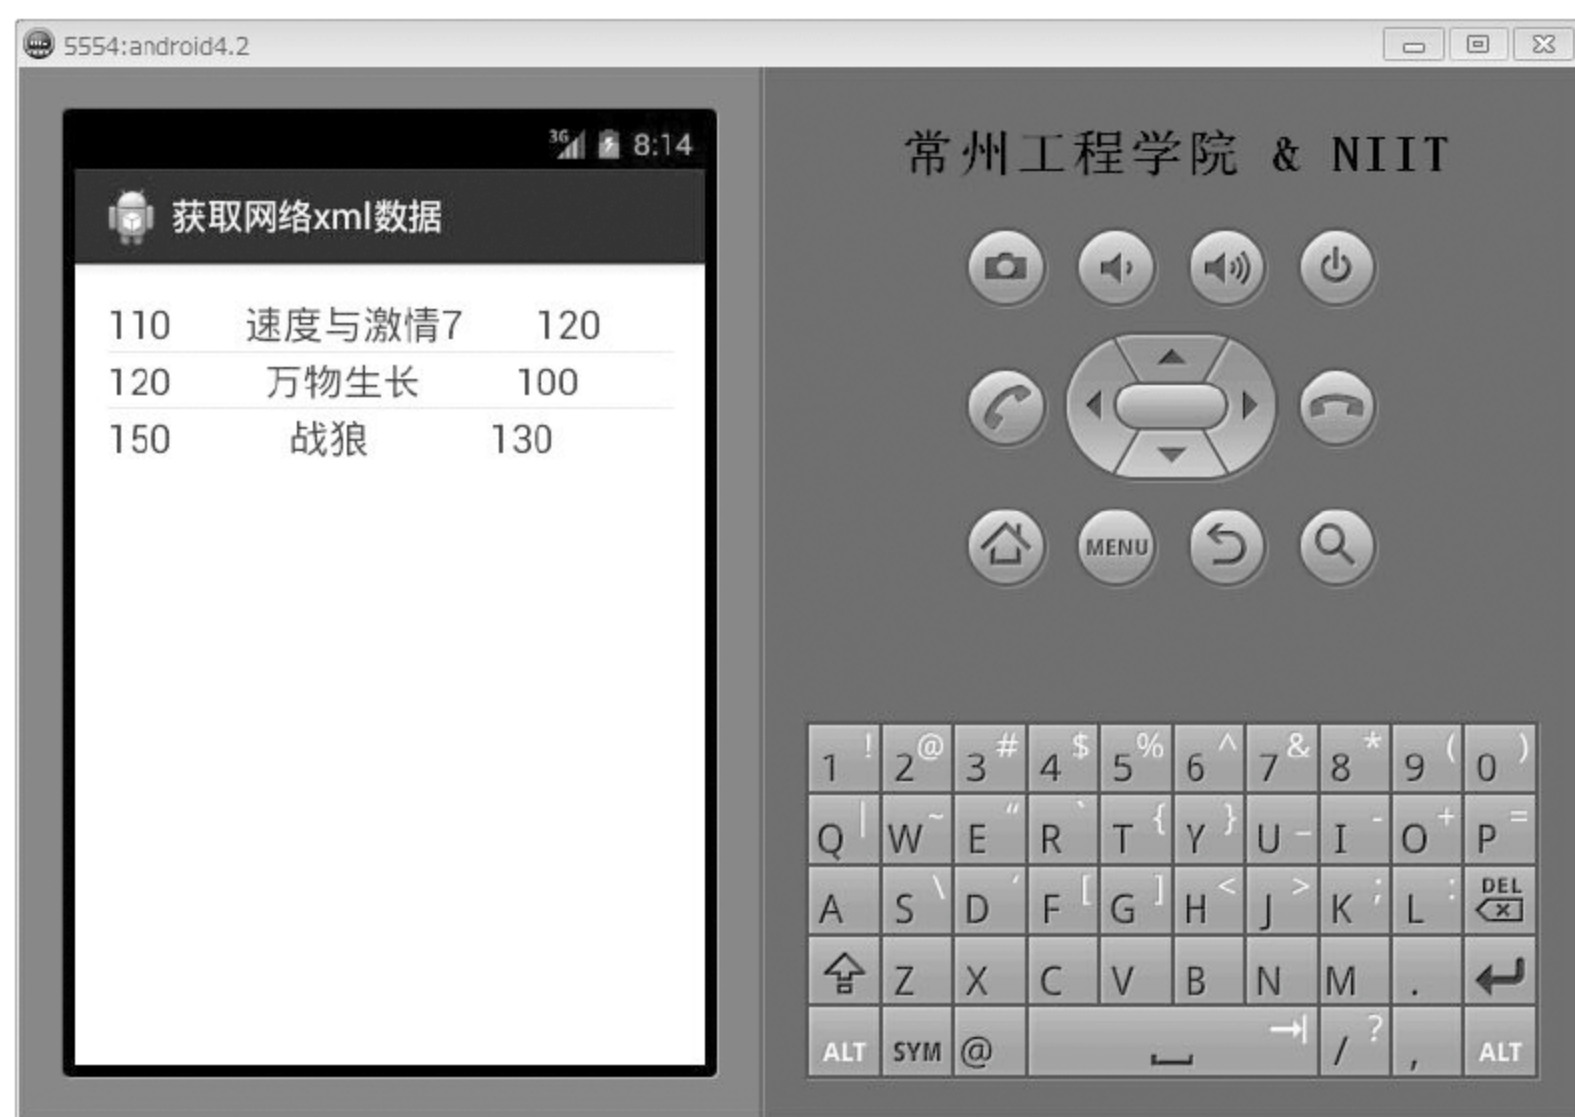 5554:android4.2
3G 8:14
获取网络xml数据
110 速度与激情7 120
120 万物生长 100
150 战狼 130
常州工程学院 & NIIT
MENU
1 ! 2 @ 3 # 4 $ 5 % 6 ^ 7 & 8 * 9 ( 0 )
Q | W ~ E “ R ` T { Y } U _ I - O + P =
A S \ D ‘ F [ G ] H < J > K ; L : DEL
Z X C V B N M .
ALT SYM @ / ? , ALT